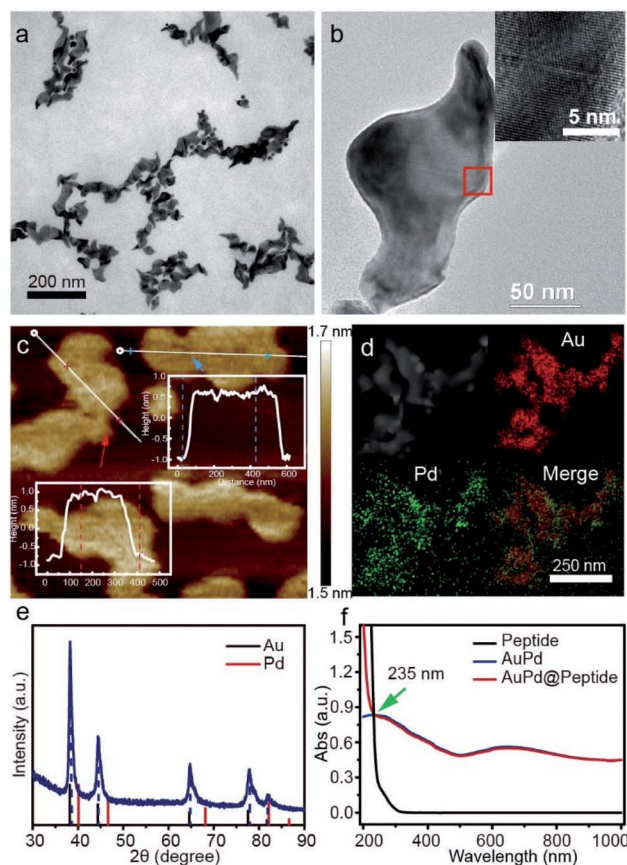 a
200 nm
b
5 nm
50 nm
c
1.7 nm
1.5 nm
Height (nm)
1.0
0.5
0.0
-0.5
-1.0
0 200 400 600
Distance (nm)
Height (nm)
1.0
0.5
0.0
-0.5
-1.0
0 100 200 300 400 500
d
Au
Pd
Merge
250 nm
e
Au
Pd
Intensity (a.u.)
30 40 50 60 70 80 90
2θ (degree)
f
1.5
1.2
0.9
0.6
0.3
0.0
Abs (a.u.)
Peptide
AuPd
AuPd@Peptide
235 nm
200 400 600 800 1000
Wavelength (nm)